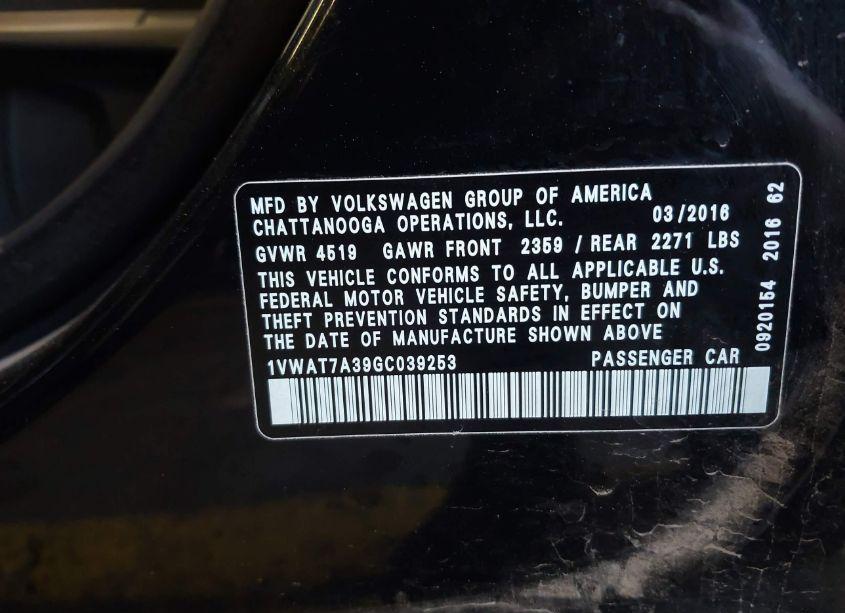 MFD BY VOLKSWAGEN GROUP OF AMERICA
CHATTANOOGA OPERATIONS, LLC. 03/2016
GVWR 4519 GAWR FRONT 2359 / REAR 2271 LBS
THIS VEHICLE CONFORMS TO ALL APPLICABLE U.S.
FEDERAL MOTOR VEHICLE SAFETY, BUMPER AND
THEFT PREVENTION STANDARDS IN EFFECT ON
THE DATE OF MANUFACTURE SHOWN ABOVE
1VWAT7A39GC039253 PASSENGER CAR
0920154 2016 62